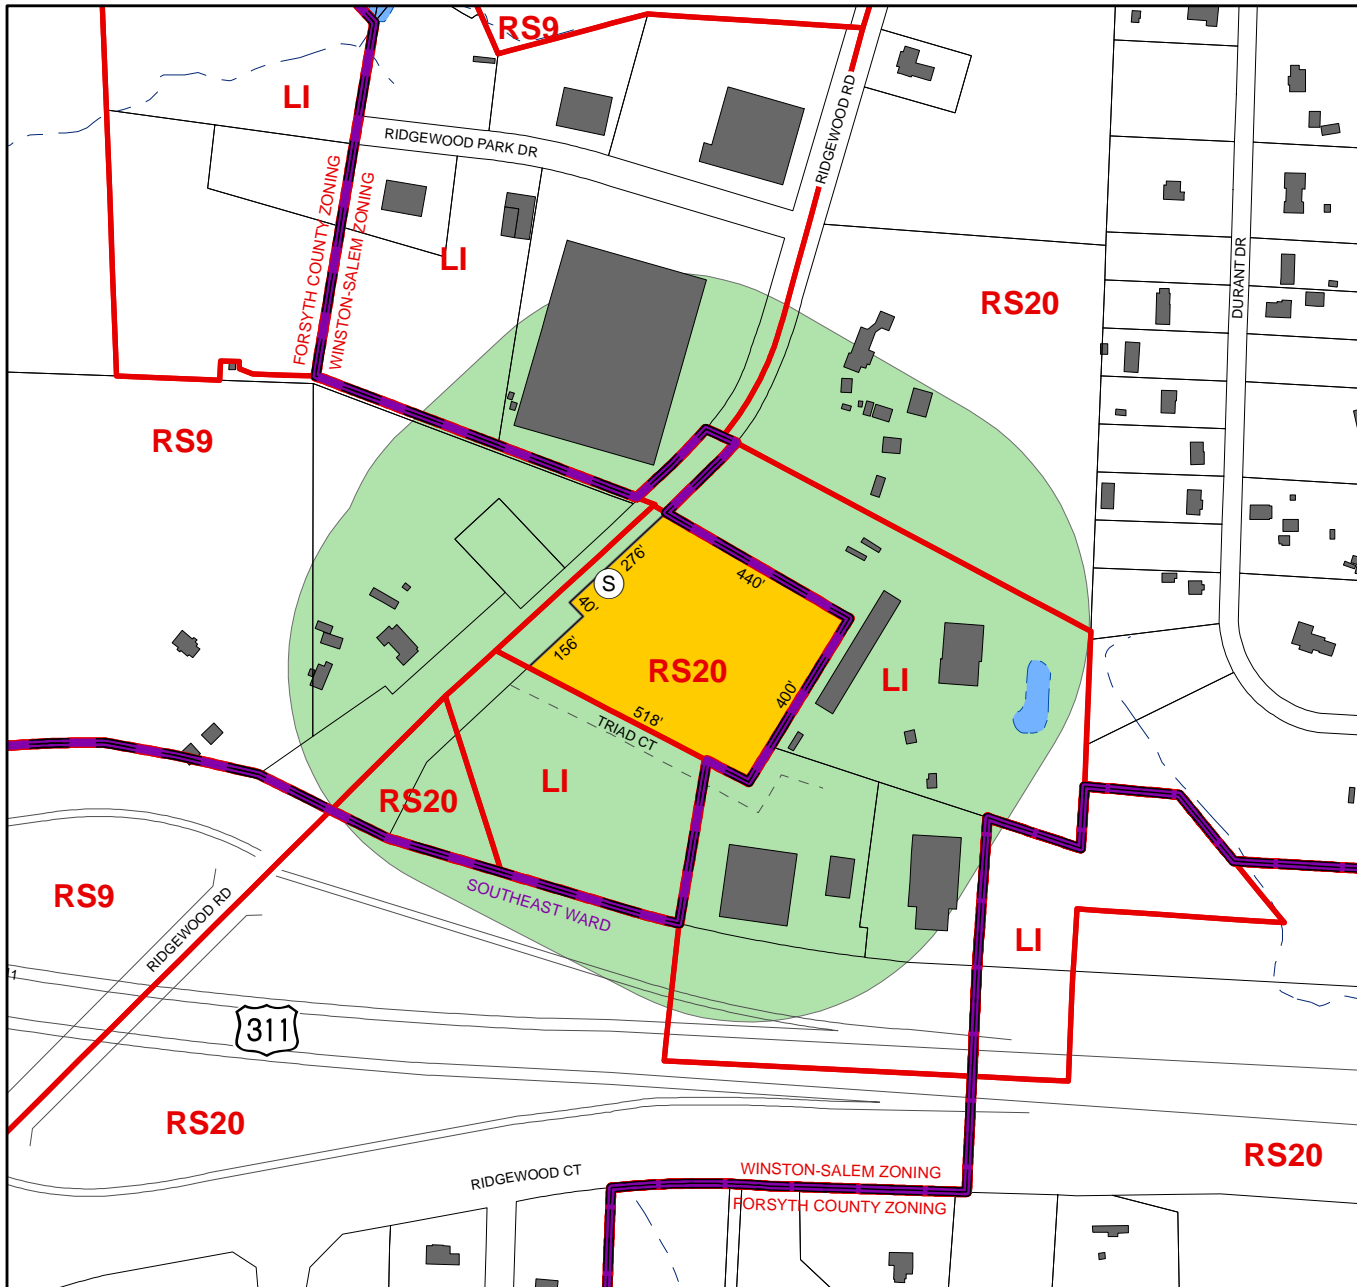 RS9
LI
RIDGEWOOD RD
RIDGEWOOD PARK DR
FORSYTH COUNTY ZONING
WINSTON-SALEM ZONING
LI
RS20
DURANT DR
RS9
276'
440'
S
40'
156'
RS20
LI
400'
518'
TRIAD CT
LI
RS20
SOUTHEAST WARD
RS9
RIDGEWOOD RD
LI
311
RS20
RS20
RIDGEWOOD CT
WINSTON-SALEM ZONING
FORSYTH COUNTY ZONING